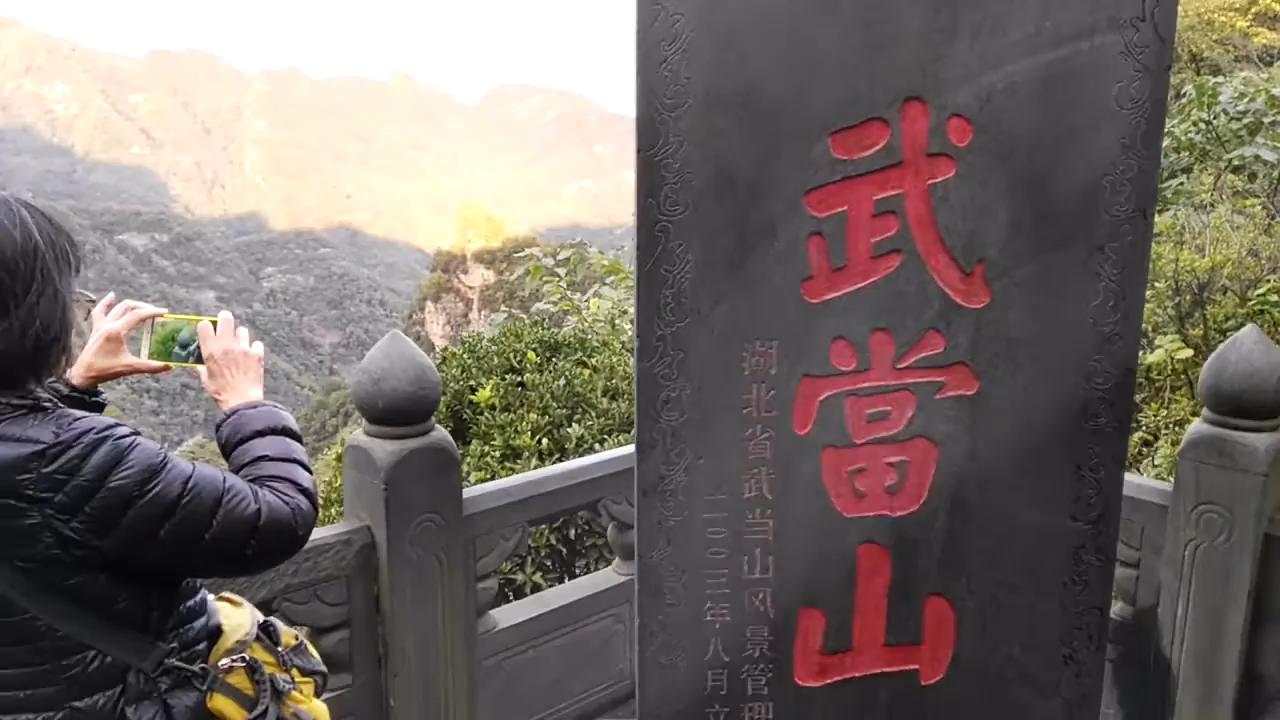 武當山
湖北省武当山风景管理
二〇〇三年八月立